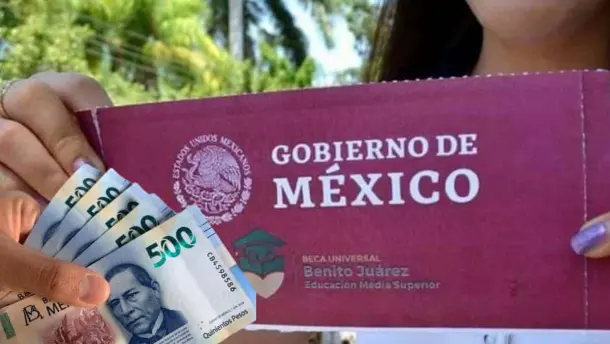 ESTADOS UNIDOS MEXICANOS
GOBIERNO DE
MÉXICO
BECA UNIVERSAL
Benito Juárez
Educación Media Superior
500
500
500
500
500
CB4598586
Quinientos Pesos